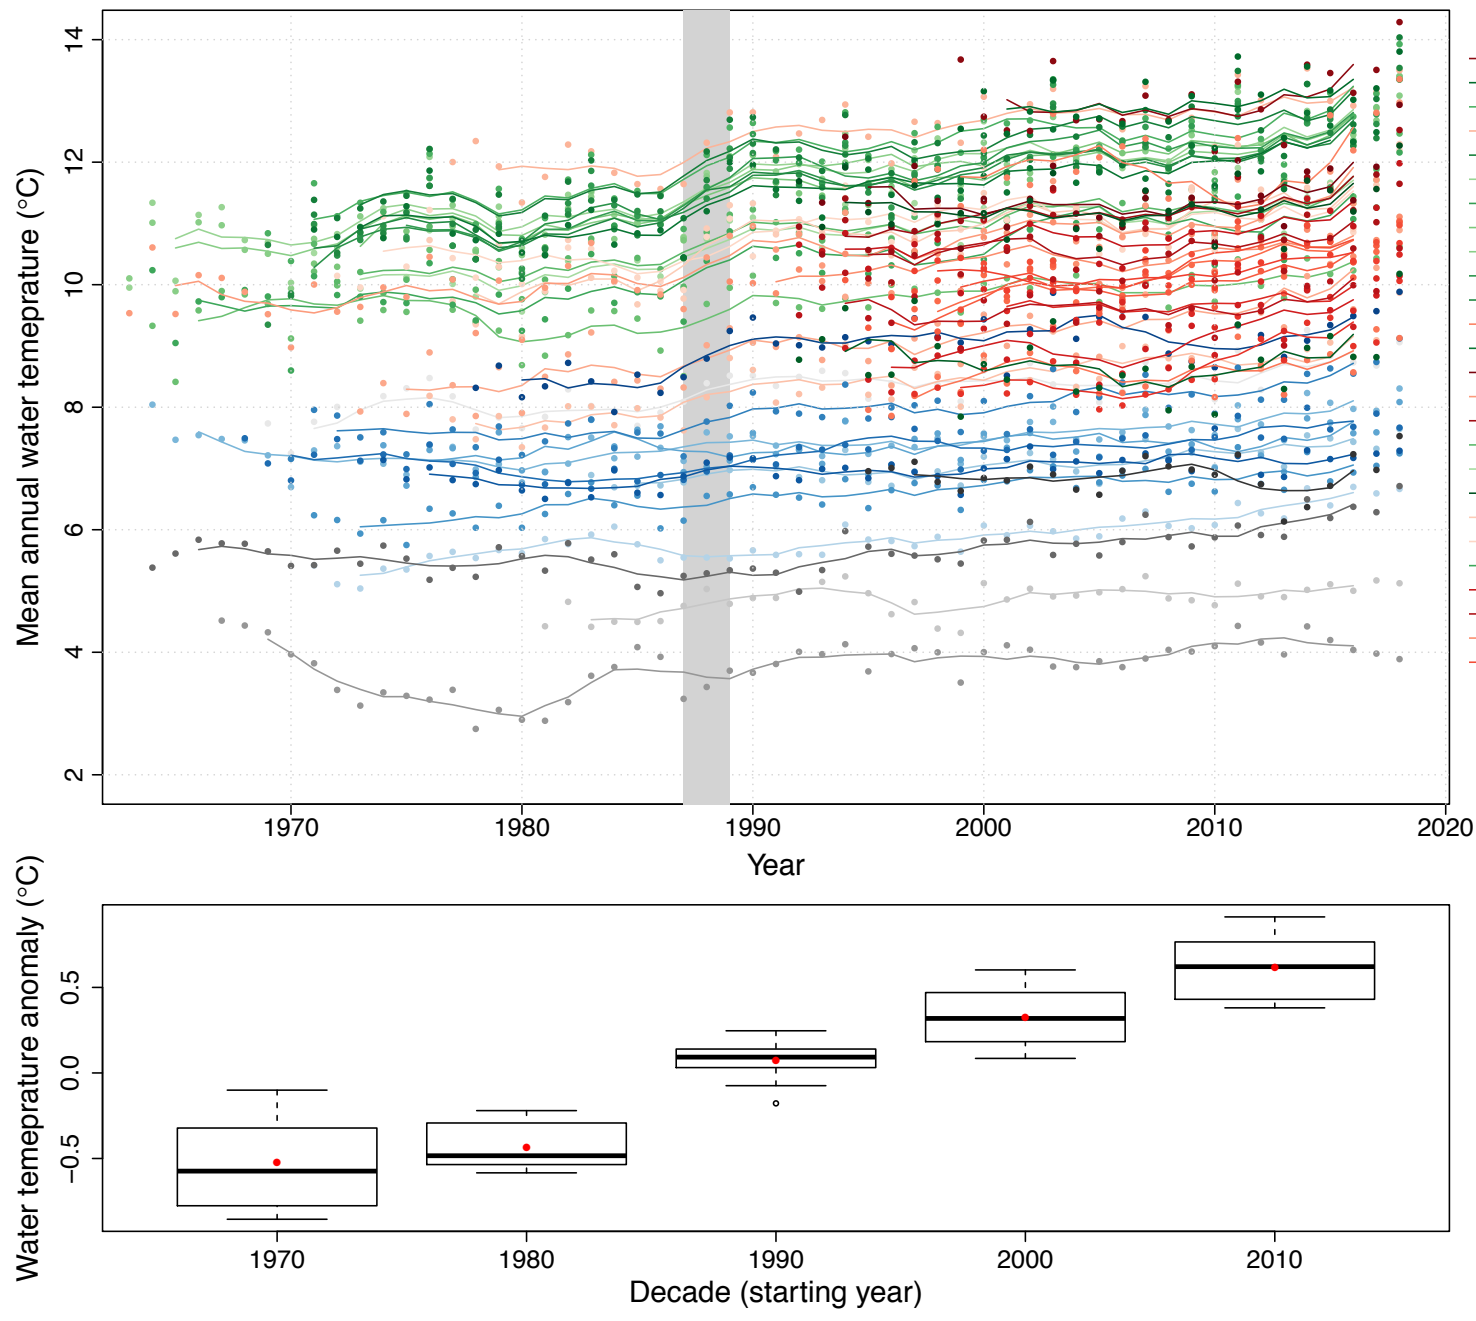 Mean annual water temeprature (°C)
14
12
10
8
6
4
2
1970 1980 1990 2000 2010 2020
Year
Water temeprature anomaly (°C)
0.5
0.0
−0.5
1970 1980 1990 2000 2010
Decade (starting year)